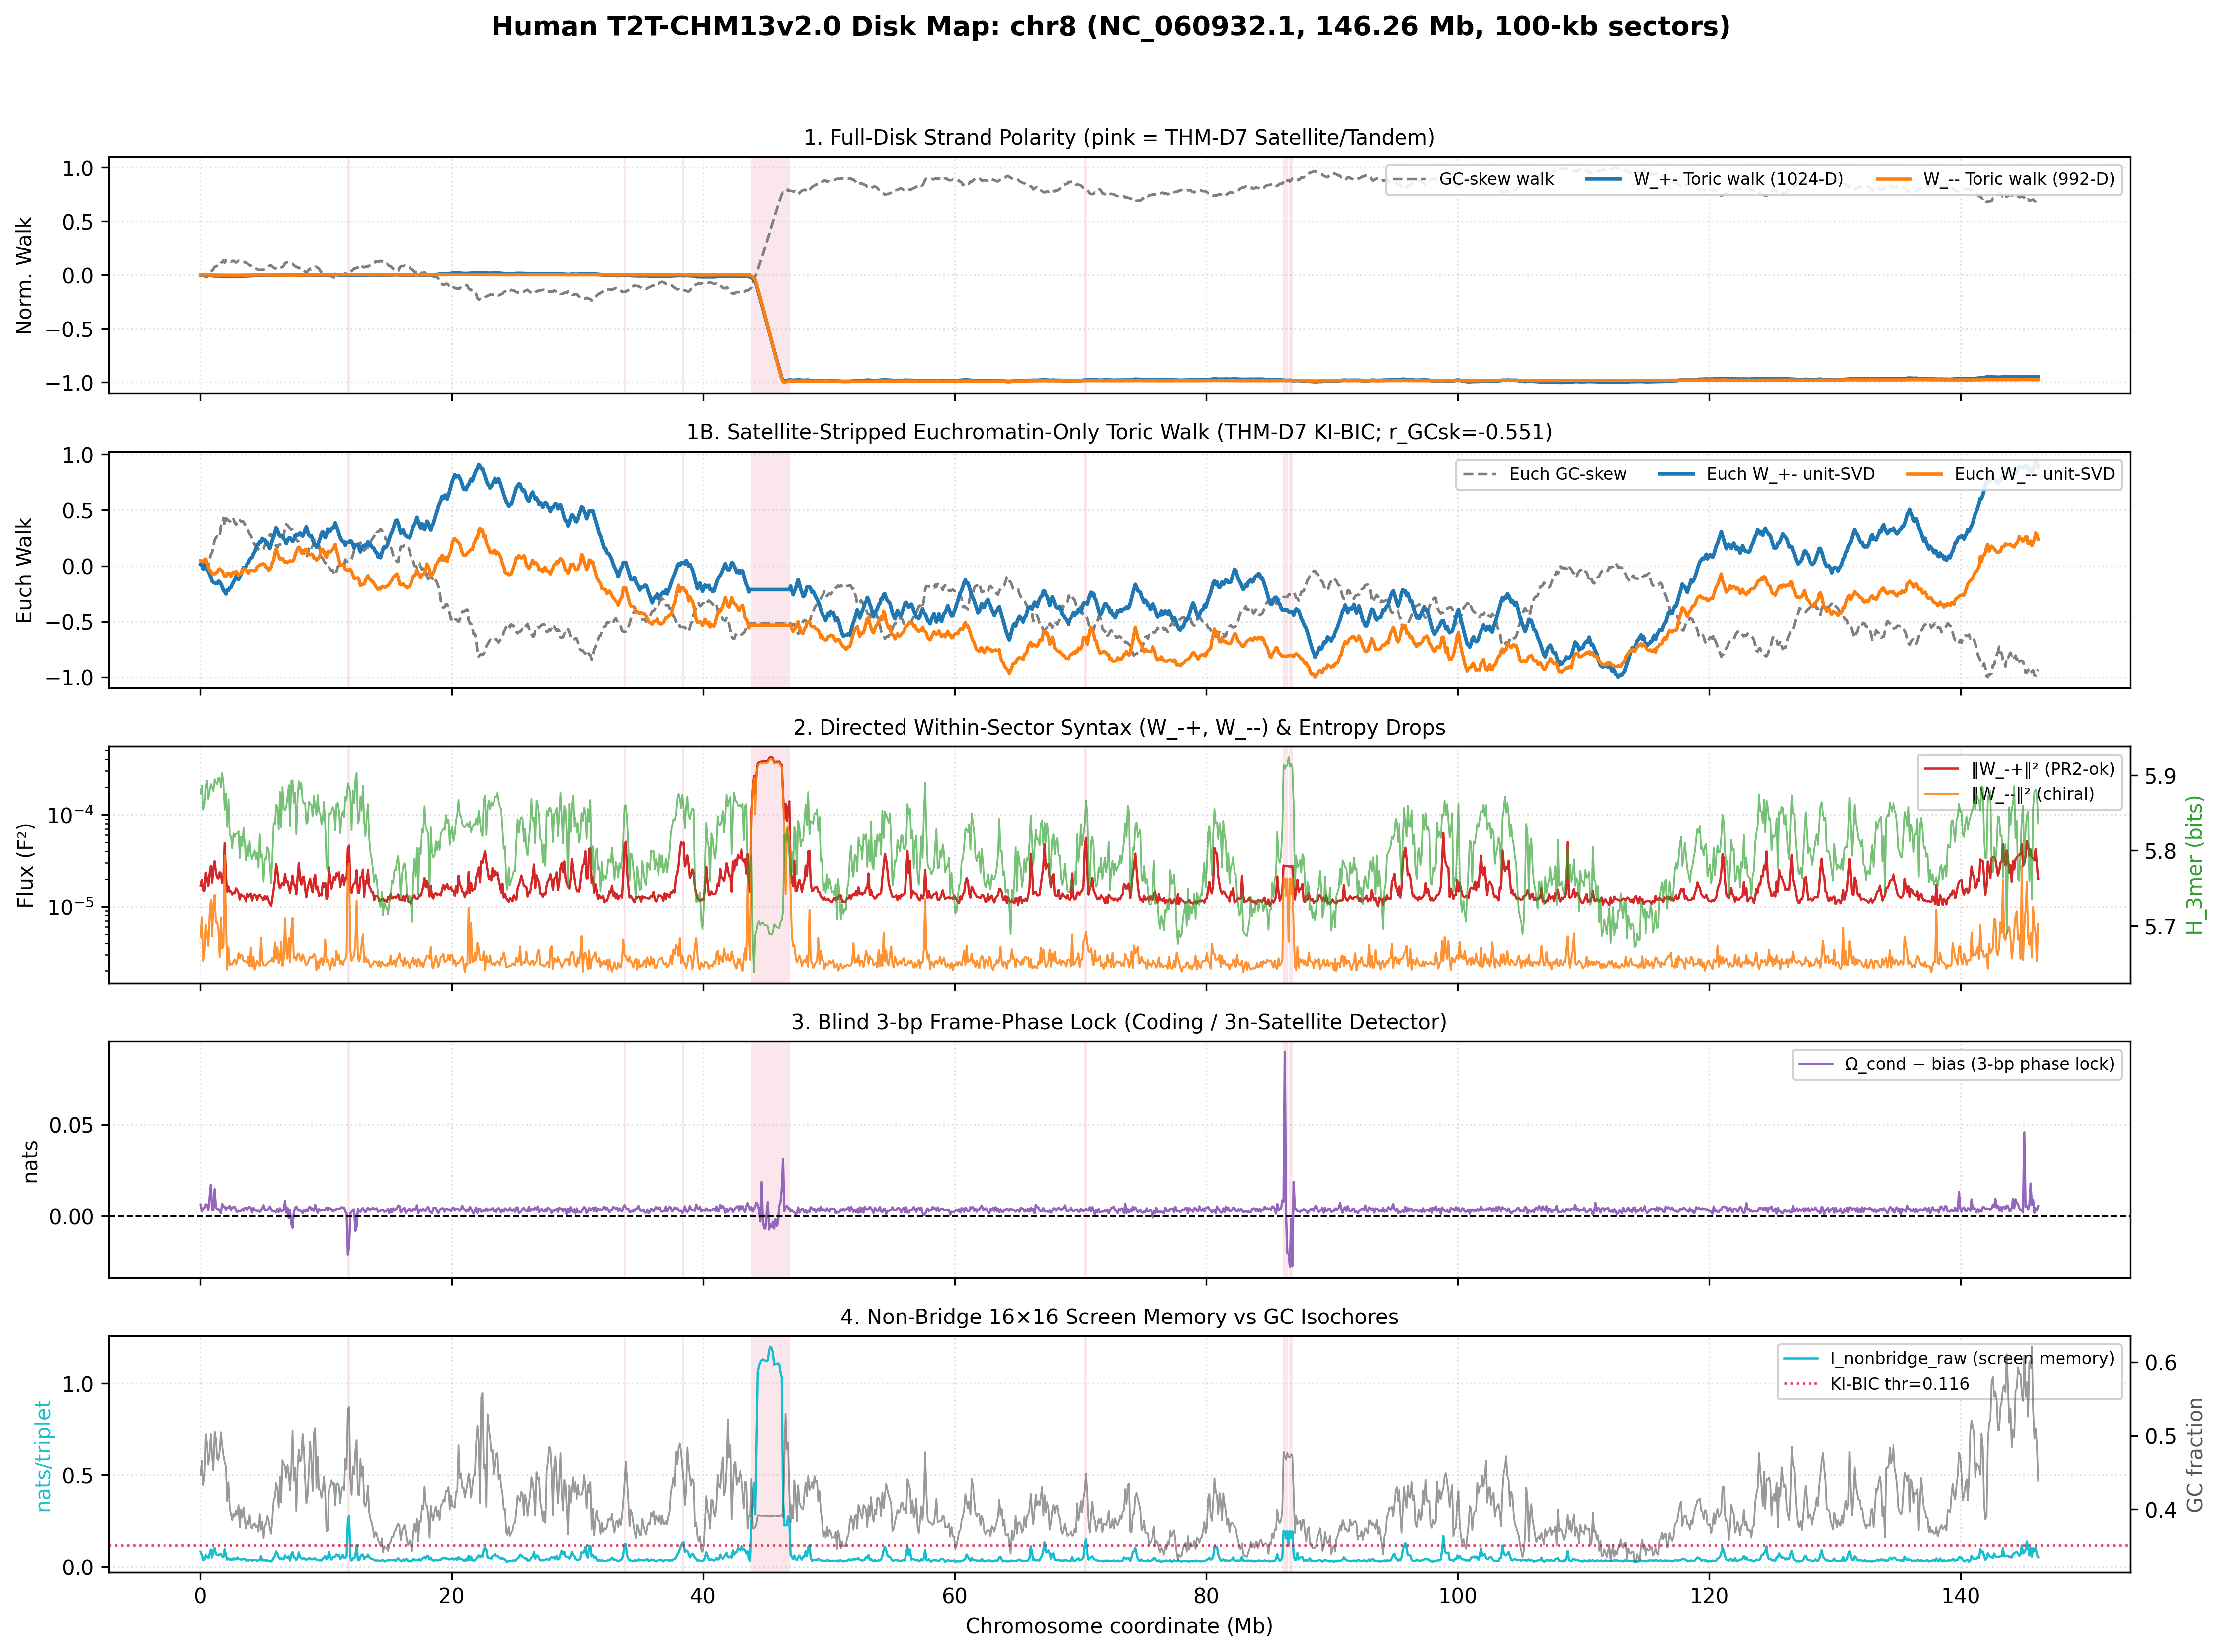 Human T2T-CHM13v2.0 Disk Map: chr8 (NC_060932.1, 146.26 Mb, 100-kb sectors)
1. Full-Disk Strand Polarity (pink = THM-D7 Satellite/Tandem)
Norm. Walk
1.0
0.5
0.0
−0.5
−1.0
GC-skew walk
W_+- Toric walk (1024-D)
W_-- Toric walk (992-D)
1B. Satellite-Stripped Euchromatin-Only Toric Walk (THM-D7 KI-BIC; r_GCsk=-0.551)
Euch Walk
1.0
0.5
0.0
−0.5
−1.0
Euch GC-skew
Euch W_+- unit-SVD
Euch W_-- unit-SVD
2. Directed Within-Sector Syntax (W_-+, W_--) & Entropy Drops
Flux (F²)
10⁻⁴
10⁻⁵
‖W_-+‖² (PR2-ok)
‖W_--‖² (chiral)
5.9
5.8
5.7
H_3mer (bits)
3. Blind 3-bp Frame-Phase Lock (Coding / 3n-Satellite Detector)
nats
0.05
0.00
Ω_cond − bias (3-bp phase lock)
4. Non-Bridge 16×16 Screen Memory vs GC Isochores
nats/triplet
1.0
0.5
0.0
I_nonbridge_raw (screen memory)
KI-BIC thr=0.116
0.6
0.5
0.4
GC fraction
0 20 40 60 80 100 120 140
Chromosome coordinate (Mb)